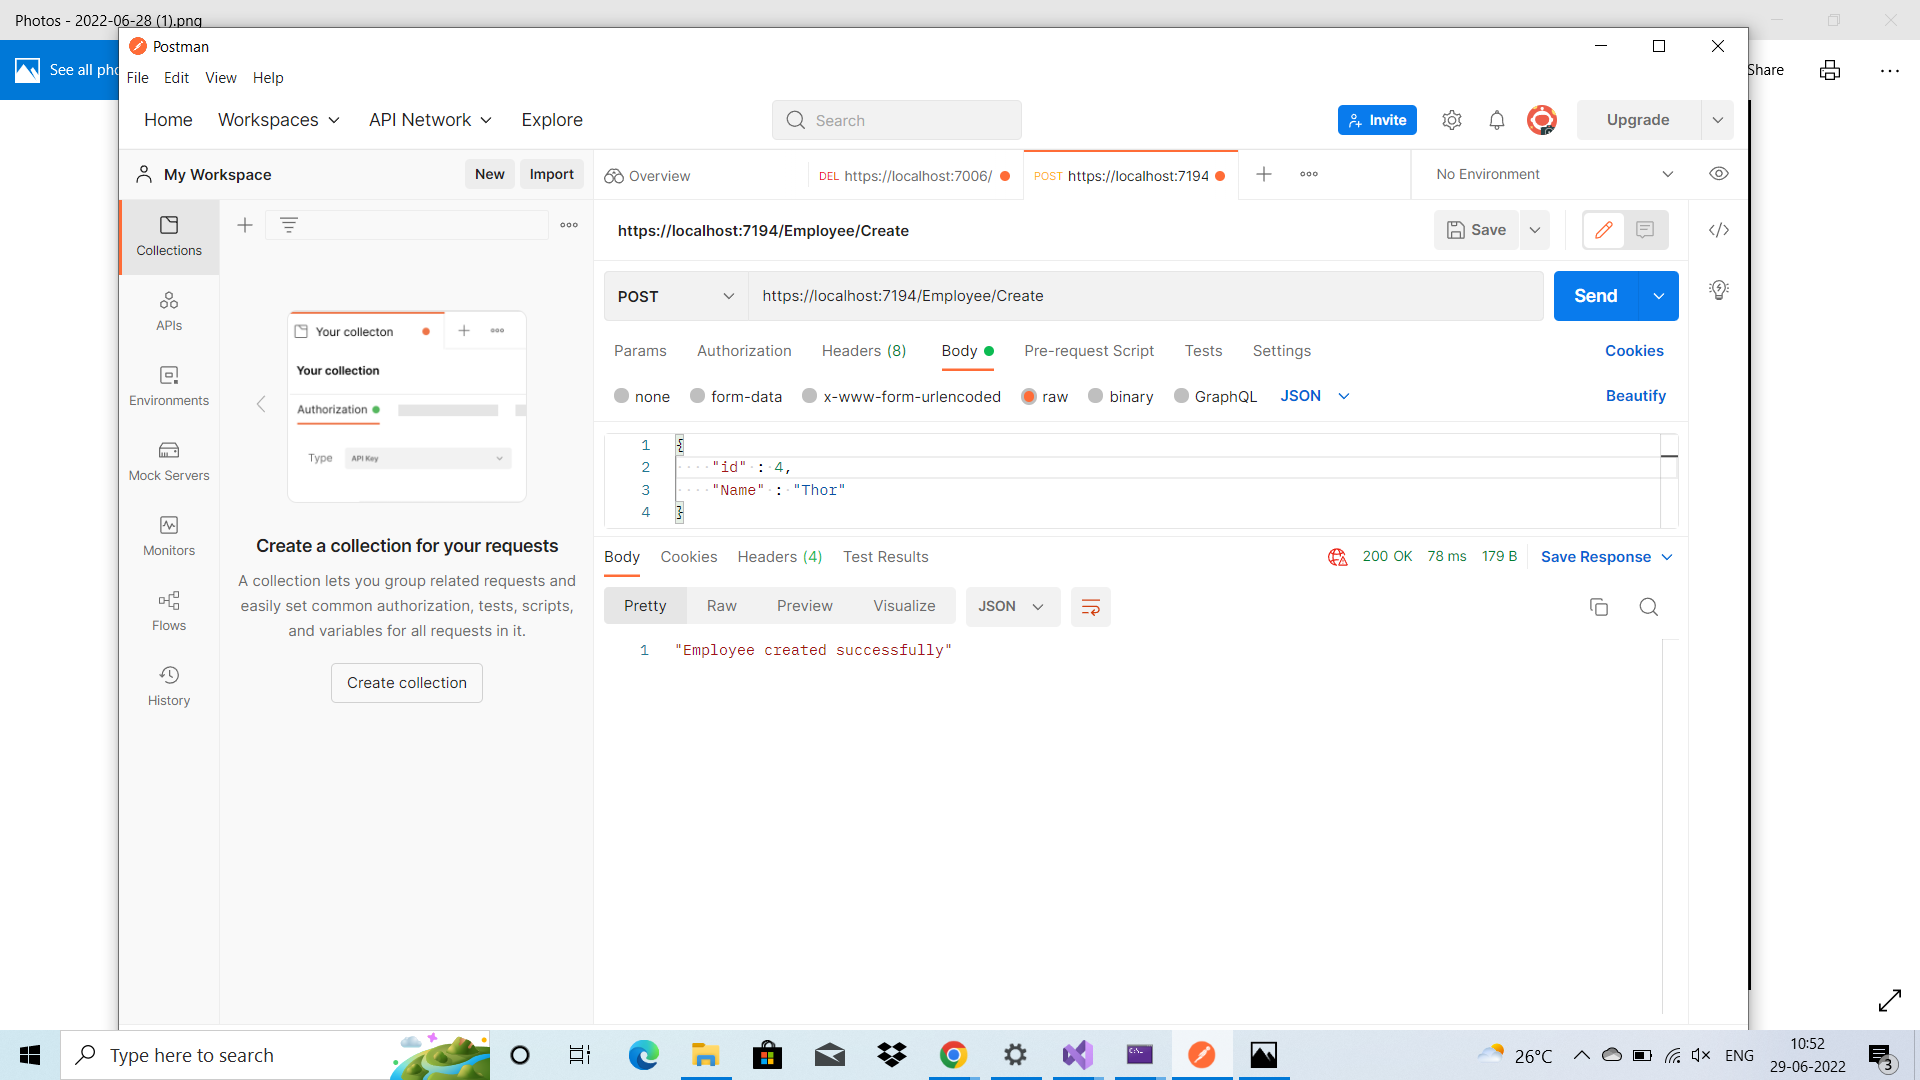 Photos - 2022-06-28 (1).png
See all pho
Share
Postman
File Edit View Help
Home Workspaces API Network Explore
Search
Invite
Upgrade
My Workspace
New Import
Overview
DEL https://localhost:7006/
POST https://localhost:7194
No Environment
Collections
APIs
Environments
Mock Servers
Monitors
Flows
History
Your collecton
Your collection
Authorization
Type API Key
Create a collection for your requests
A collection lets you group related requests and
easily set common authorization, tests, scripts,
and variables for all requests in it.
Create collection
https://localhost:7194/Employee/Create
Save
POST https://localhost:7194/Employee/Create
Send
Params Authorization Headers (8) Body Pre-request Script Tests Settings Cookies
none form-data x-www-form-urlencoded raw binary GraphQL JSON Beautify
1 {
2 "id" : 4,
3 "Name" : "Thor"
4 }
Body Cookies Headers (4) Test Results
200 OK 78 ms 179 B Save Response
Pretty Raw Preview Visualize JSON
1 "Employee created successfully"
Type here to search
26°C
ENG
10:52
29-06-2022
3